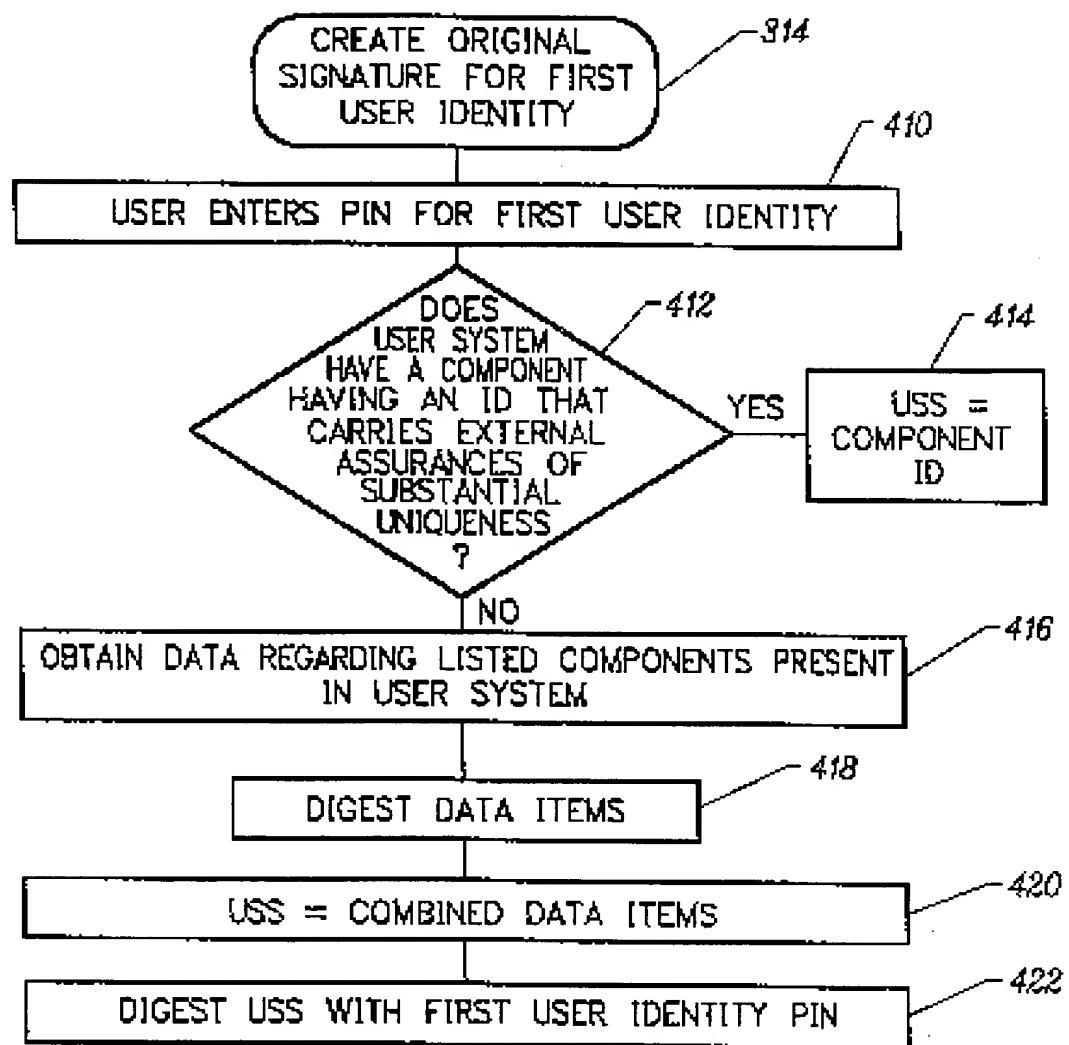 CREATE ORIGINAL
SIGNATURE FOR FIRST
USER IDENTITY
314
410
USER ENTERS PIN FOR FIRST USER IDENTITY
DOES
USER SYSTEM
HAVE A COMPONENT
HAVING AN ID THAT
CARRIES EXTERNAL
ASSURANCES OF
SUBSTANTIAL
UNIQUENESS
?
412
YES
414
USS =
COMPONENT
ID
NO
416
OBTAIN DATA REGARDING LISTED COMPONENTS PRESENT
IN USER SYSTEM
418
DIGEST DATA ITEMS
420
USS = COMBINED DATA ITEMS
422
DIGEST USS WITH FIRST USER IDENTITY PIN